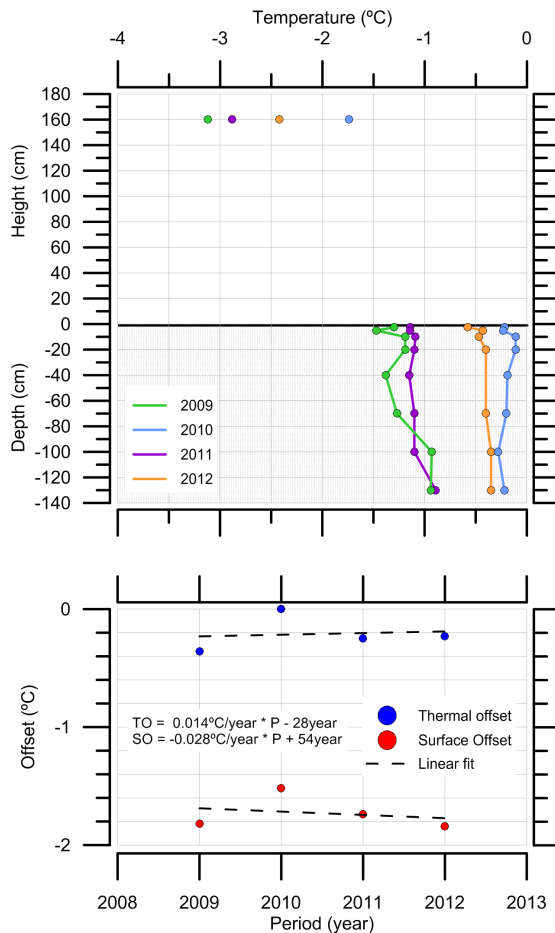 Temperature (ºC)
-4 -3 -2 -1 0
180
160
140
120
100
80
60
40
20
0
-20
-40
-60
-80
-100
-120
-140
Height (cm)
Depth (cm)
2009
2010
2011
2012
0
-1
-2
Offset (ºC)
TO = 0.014ºC/year * P - 28year
SO = -0.028ºC/year * P + 54year
Thermal offset
Surface Offset
Linear fit
2008 2009 2010 2011 2012 2013
Period (year)